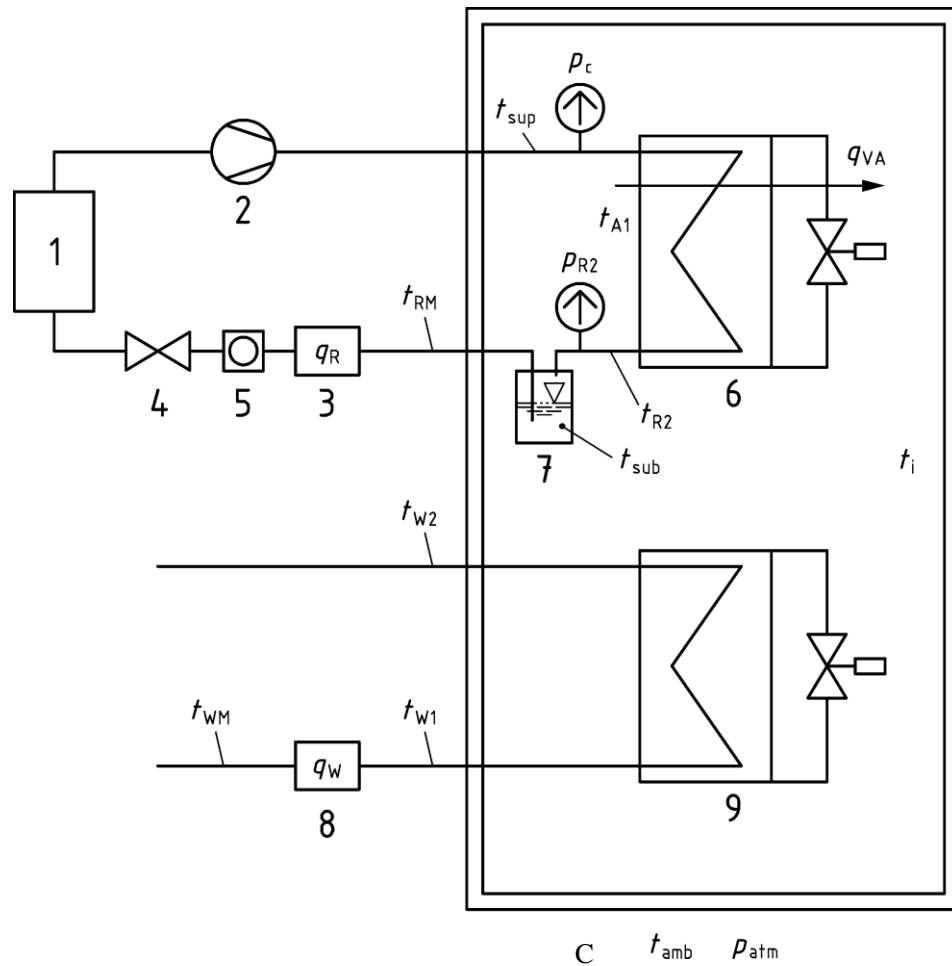 p_c
t_sup
q_VA
2
t_A1
1
p_R2
t_RM
q_R
4
5
3
6
t_R2
7
t_sub
t_i
t_W2
t_WM
t_W1
q_W
8
9
C
t_amb
p_atm